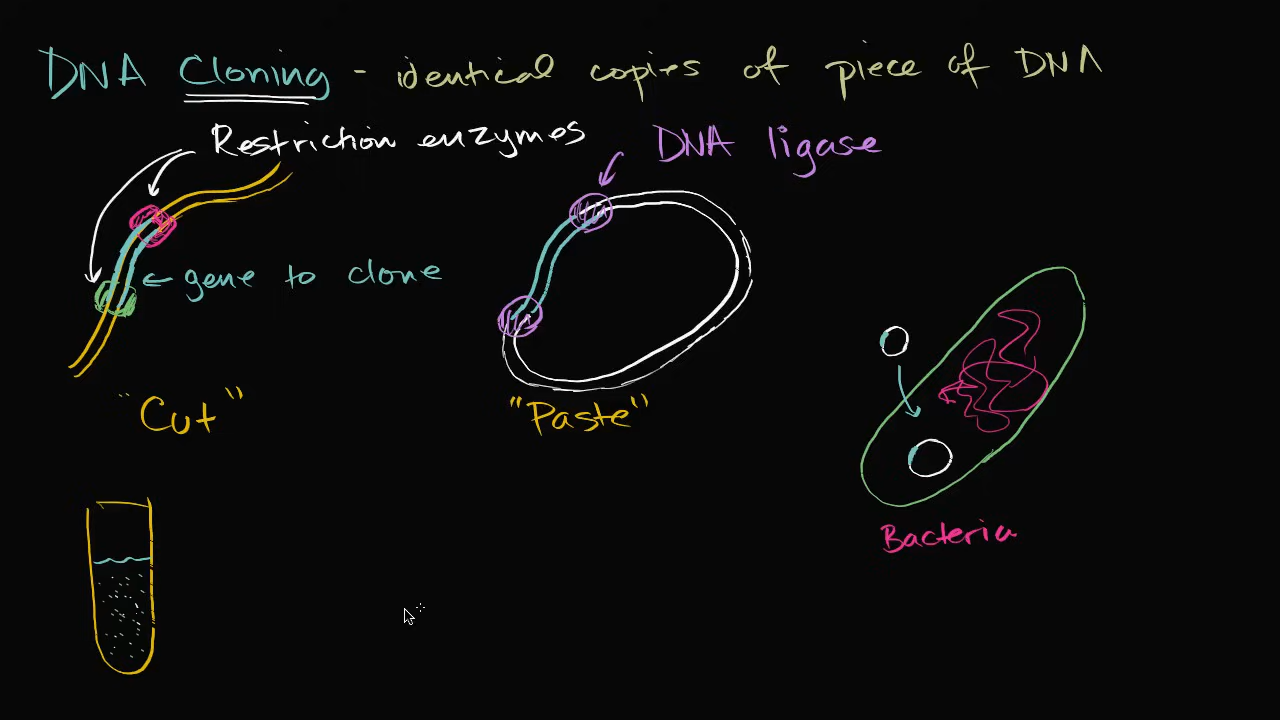 DNA Cloning - identical copies of piece of DNA
Restriction enzymes
DNA ligase
← gene to clone
"Cut"
"Paste"
Bacteria